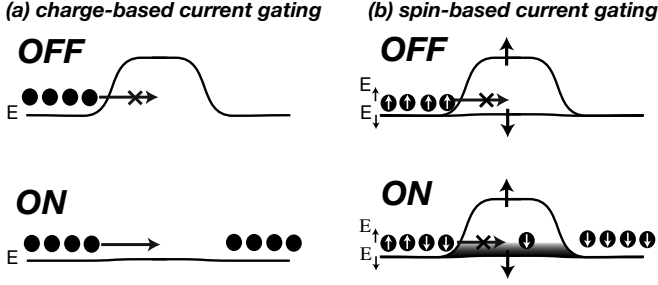 (a) charge-based current gating
OFF
E
ON
E
(b) spin-based current gating
OFF
E↑
E↓
ON
E↑
E↓